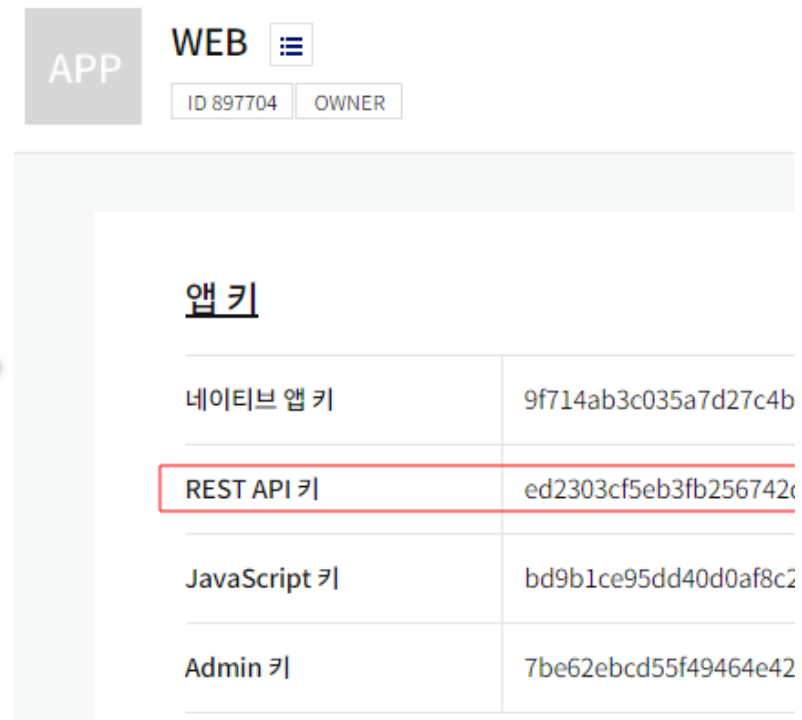 APP
WEB
ID 897704 OWNER
앱 키
네이티브 앱 키 9f714ab3c035a7d27c4b
REST API 키 ed2303cf5eb3fb256742
JavaScript 키 bd9b1ce95dd40d0af8c2
Admin 키 7be62ebcd55f49464e42